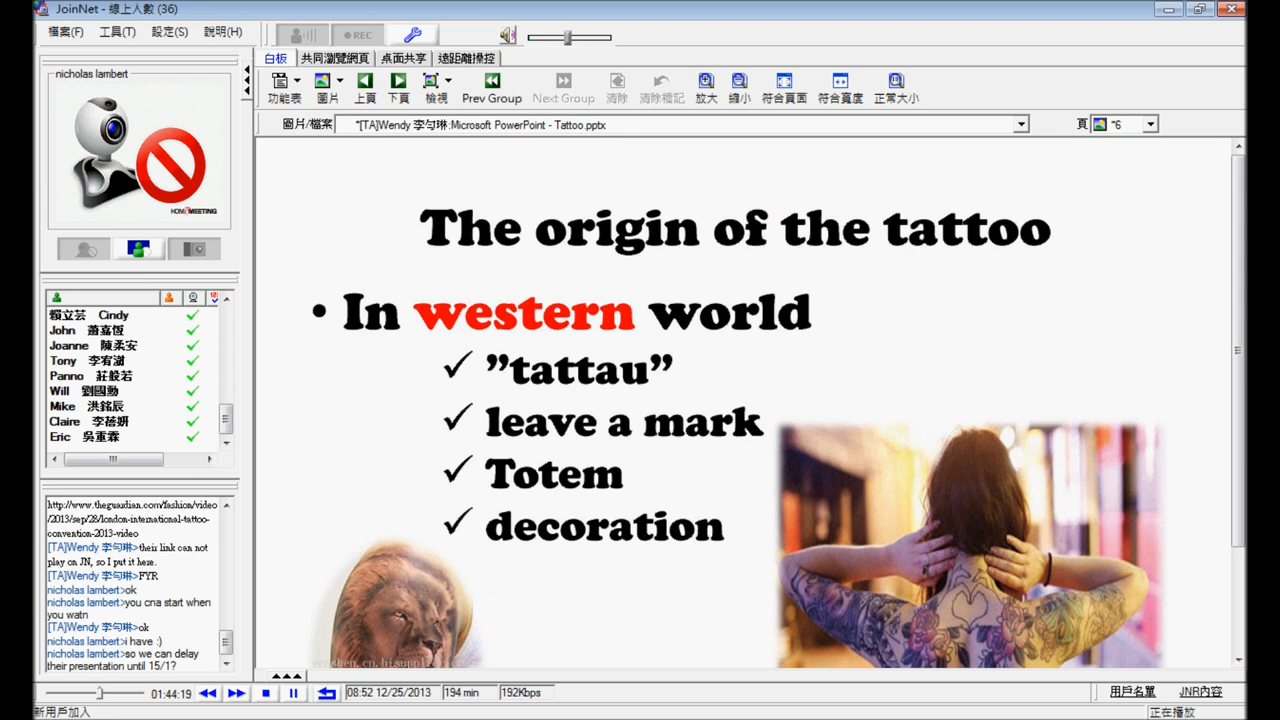 JoinNet - 線上人數 (36)
檔案(F) 工具(T) 設定(S) 說明(H)
REC
nicholas lambert
HOMEMEETING
白板 共同瀏覽網頁 桌面共享 遠距離操控
功能表 圖片 上頁 下頁 檢視 Prev Group Next Group 清除 清除標記 放大 縮小 符合頁面 符合寬度 正常大小
圖片/檔案 *[TA]Wendy 李勻琳:Microsoft PowerPoint - Tattoo.pptx 頁 *6
The origin of the tattoo
• In western world
✓ ”tattau”
✓ leave a mark
✓ Totem
✓ decoration
賴立芸 Cindy
John 蕭嘉恆
Joanne 陳柔安
Tony 李宥澍
Panno 莊般若
Will 劉國勳
Mike 洪銘辰
Claire 李蓓妍
Eric 吳重霖
http://www.theguardian.com/fashion/video
/2013/sep/28/london-international-tattoo-
convention-2013-video
[TA]Wendy 李勻琳>their link can not
play on JN, so I put it here.
[TA]Wendy 李勻琳>FYR
nicholas lambert>ok
nicholas lambert>you cna start when
you watn
[TA]Wendy 李勻琳>ok
nicholas lambert>i have :)
nicholas lambert>so we can delay
their presentation until 15/1?
01:44:19 08:52 12/25/2013 194 min 192Kbps 用戶名單 JNR內容
新用戶加入 正在播放